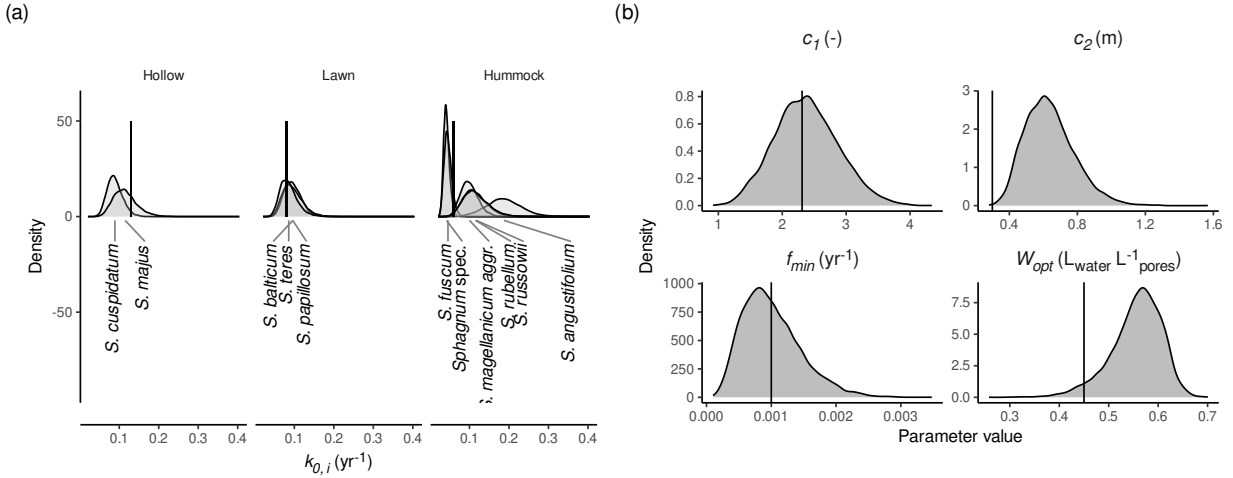 (a)
Hollow
Lawn
Hummock
Density
50
0
-50
S. cuspidatum
S. majus
S. balticum
S. teres
S. papillosum
S. fuscum
Sphagnum spec.
S. magellanicum aggr.
S. rubellum
S. russowii
S. angustifolium
0.1 0.2 0.3 0.4
0.1 0.2 0.3 0.4
0.1 0.2 0.3 0.4
k0, i (yr-1)
(b)
c1 (-)
0.8
0.6
0.4
0.2
0.0
1 2 3 4
c2 (m)
3
2
1
0
0.4 0.8 1.2 1.6
Density
fmin (yr-1)
1000
750
500
250
0
0.000 0.001 0.002 0.003
Wopt (Lwater L-1pores)
7.5
5.0
2.5
0.0
0.3 0.4 0.5 0.6 0.7
Parameter value